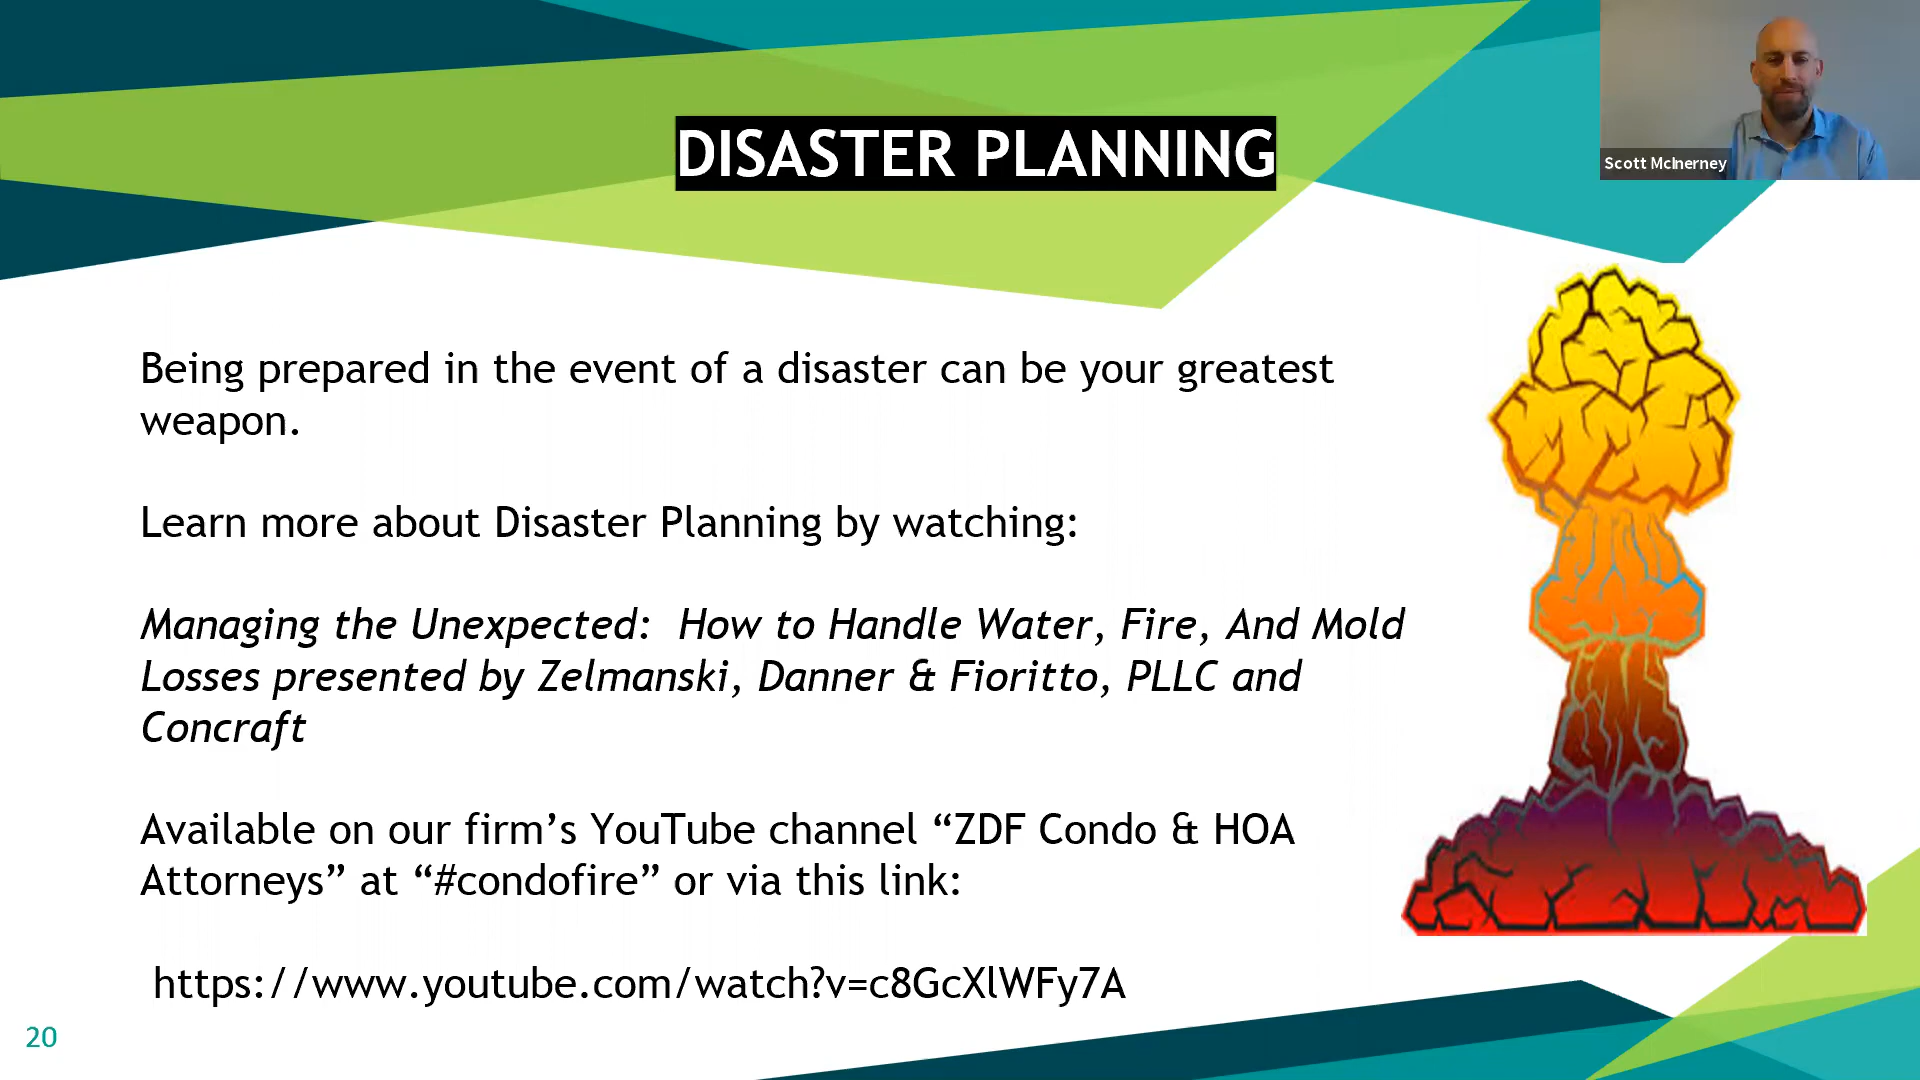 DISASTER PLANNING
Scott McInerney
Being prepared in the event of a disaster can be your greatest
weapon.
Learn more about Disaster Planning by watching:
Managing the Unexpected:  How to Handle Water, Fire, And Mold
Losses presented by Zelmanski, Danner & Fioritto, PLLC and
Concraft
Available on our firm’s YouTube channel “ZDF Condo & HOA
Attorneys” at “#condofire” or via this link:
https://www.youtube.com/watch?v=c8GcXlWFy7A
20